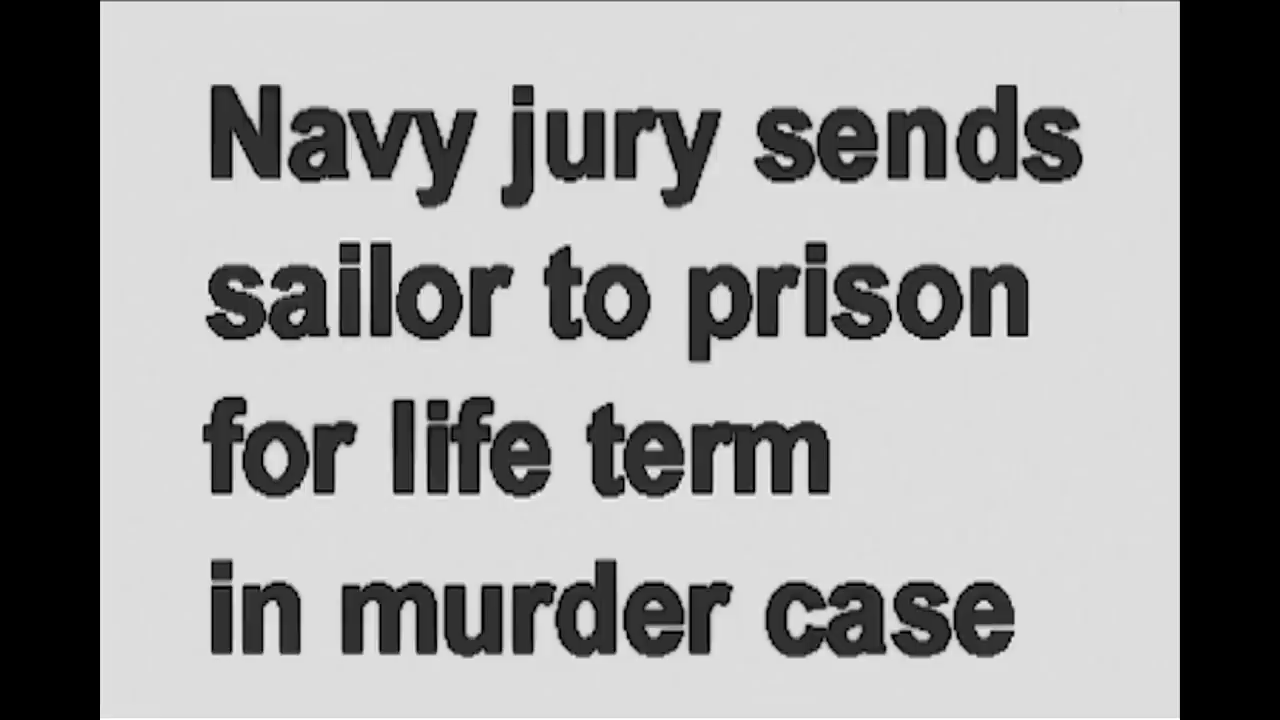 Navy jury sends
sailor to prison
for life term
in murder case